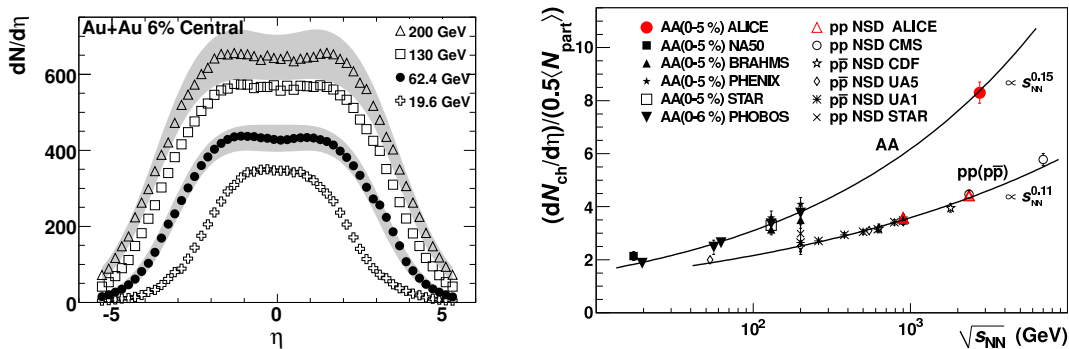 Au+Au 6% Central
200 GeV
130 GeV
62.4 GeV
19.6 GeV
dN/dη
600
400
200
0
-5
0
5
η
(dN_ch/dη)/(0.5⟨N_part⟩)
10
8
6
4
2
0
AA(0-5 %) ALICE
AA(0-5 %) NA50
AA(0-5 %) BRAHMS
AA(0-5 %) PHENIX
AA(0-5 %) STAR
AA(0-6 %) PHOBOS
pp NSD ALICE
pp NSD CMS
pp̅ NSD CDF
pp̅ NSD UA5
pp̅ NSD UA1
pp NSD STAR
∝ s_NN^0.15
AA
pp(pp̅)
∝ s_NN^0.11
10^2
10^3
√s_NN (GeV)